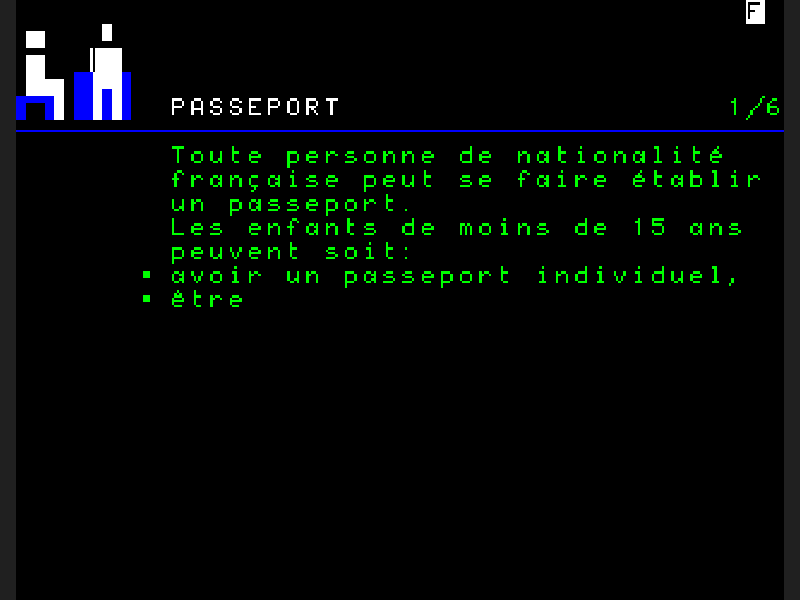 F
PASSEPORT 1/6
Toute personne de nationalité
française peut se faire établir
un passeport.
Les enfants de moins de 15 ans
peuvent soit:
▪ avoir un passeport individuel,
▪ être